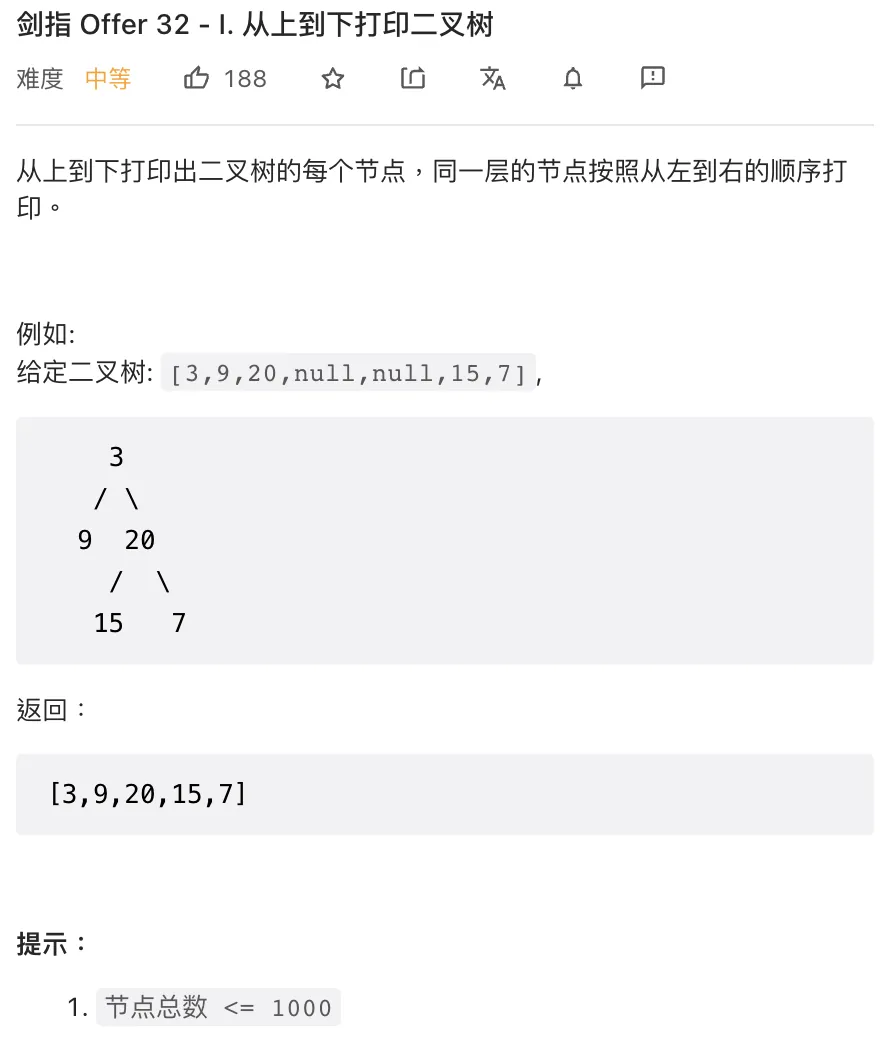 剑指 Offer 32 - I. 从上到下打印二叉树
难度 中等 188
从上到下打印出二叉树的每个节点，同一层的节点按照从左到右的顺序打
印。
例如:
给定二叉树: [3,9,20,null,null,15,7],
3
/ \
9 20
/ \
15 7
返回：
[3,9,20,15,7]
提示：
1. 节点总数 <= 1000